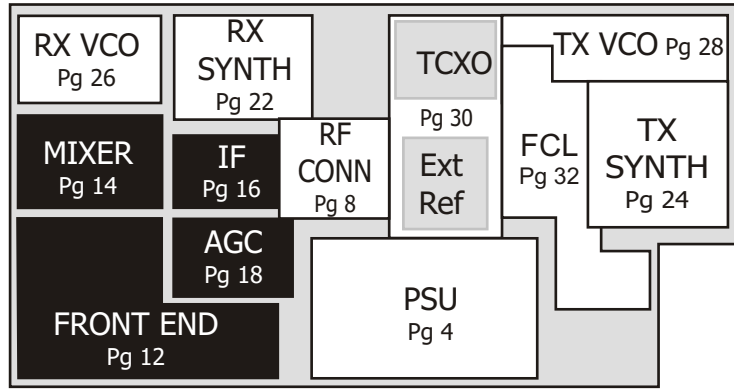 RX VCO
Pg 26
RX
SYNTH
Pg 22
TCXO
Pg 30
Ext
Ref
TX VCO Pg 28
MIXER
Pg 14
IF
Pg 16
RF
CONN
Pg 8
FCL
Pg 32
TX
SYNTH
Pg 24
AGC
Pg 18
FRONT END
Pg 12
PSU
Pg 4